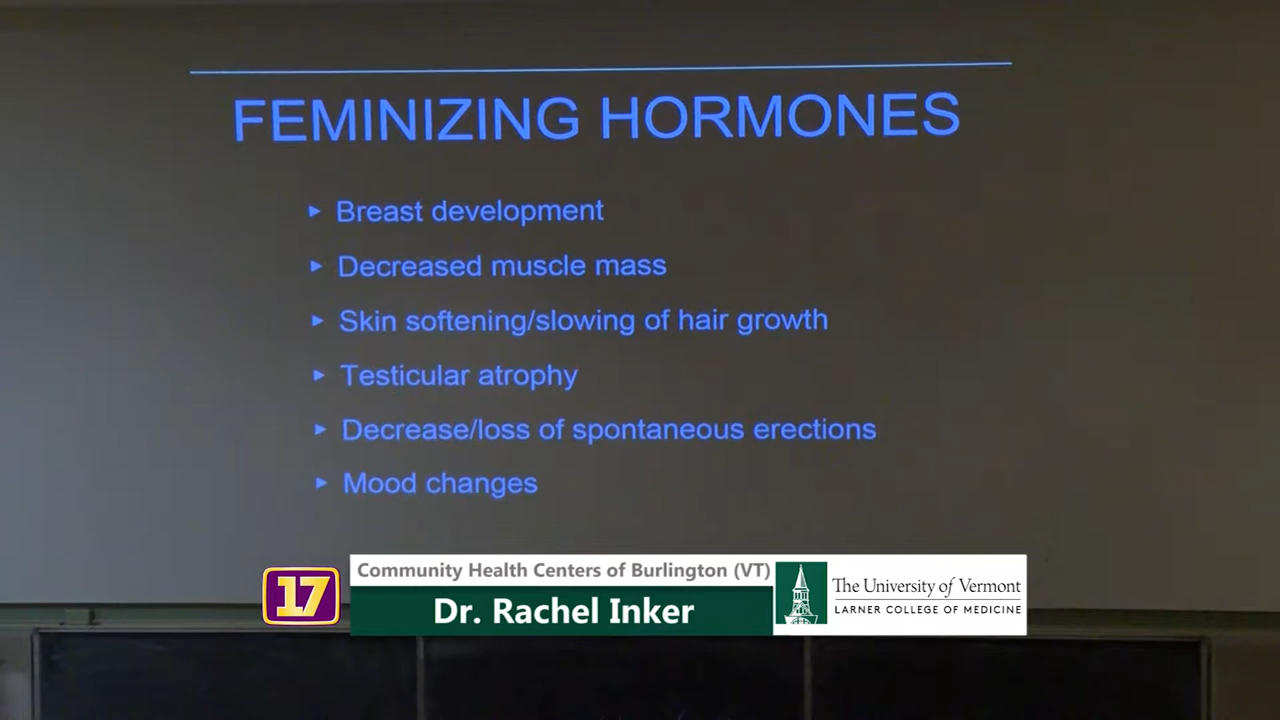 FEMINIZING HORMONES
▸ Breast development
▸ Decreased muscle mass
▸ Skin softening/slowing of hair growth
▸ Testicular atrophy
▸ Decrease/loss of spontaneous erections
▸ Mood changes
17
Community Health Centers of Burlington (VT)
Dr. Rachel Inker
The University of Vermont
LARNER COLLEGE OF MEDICINE